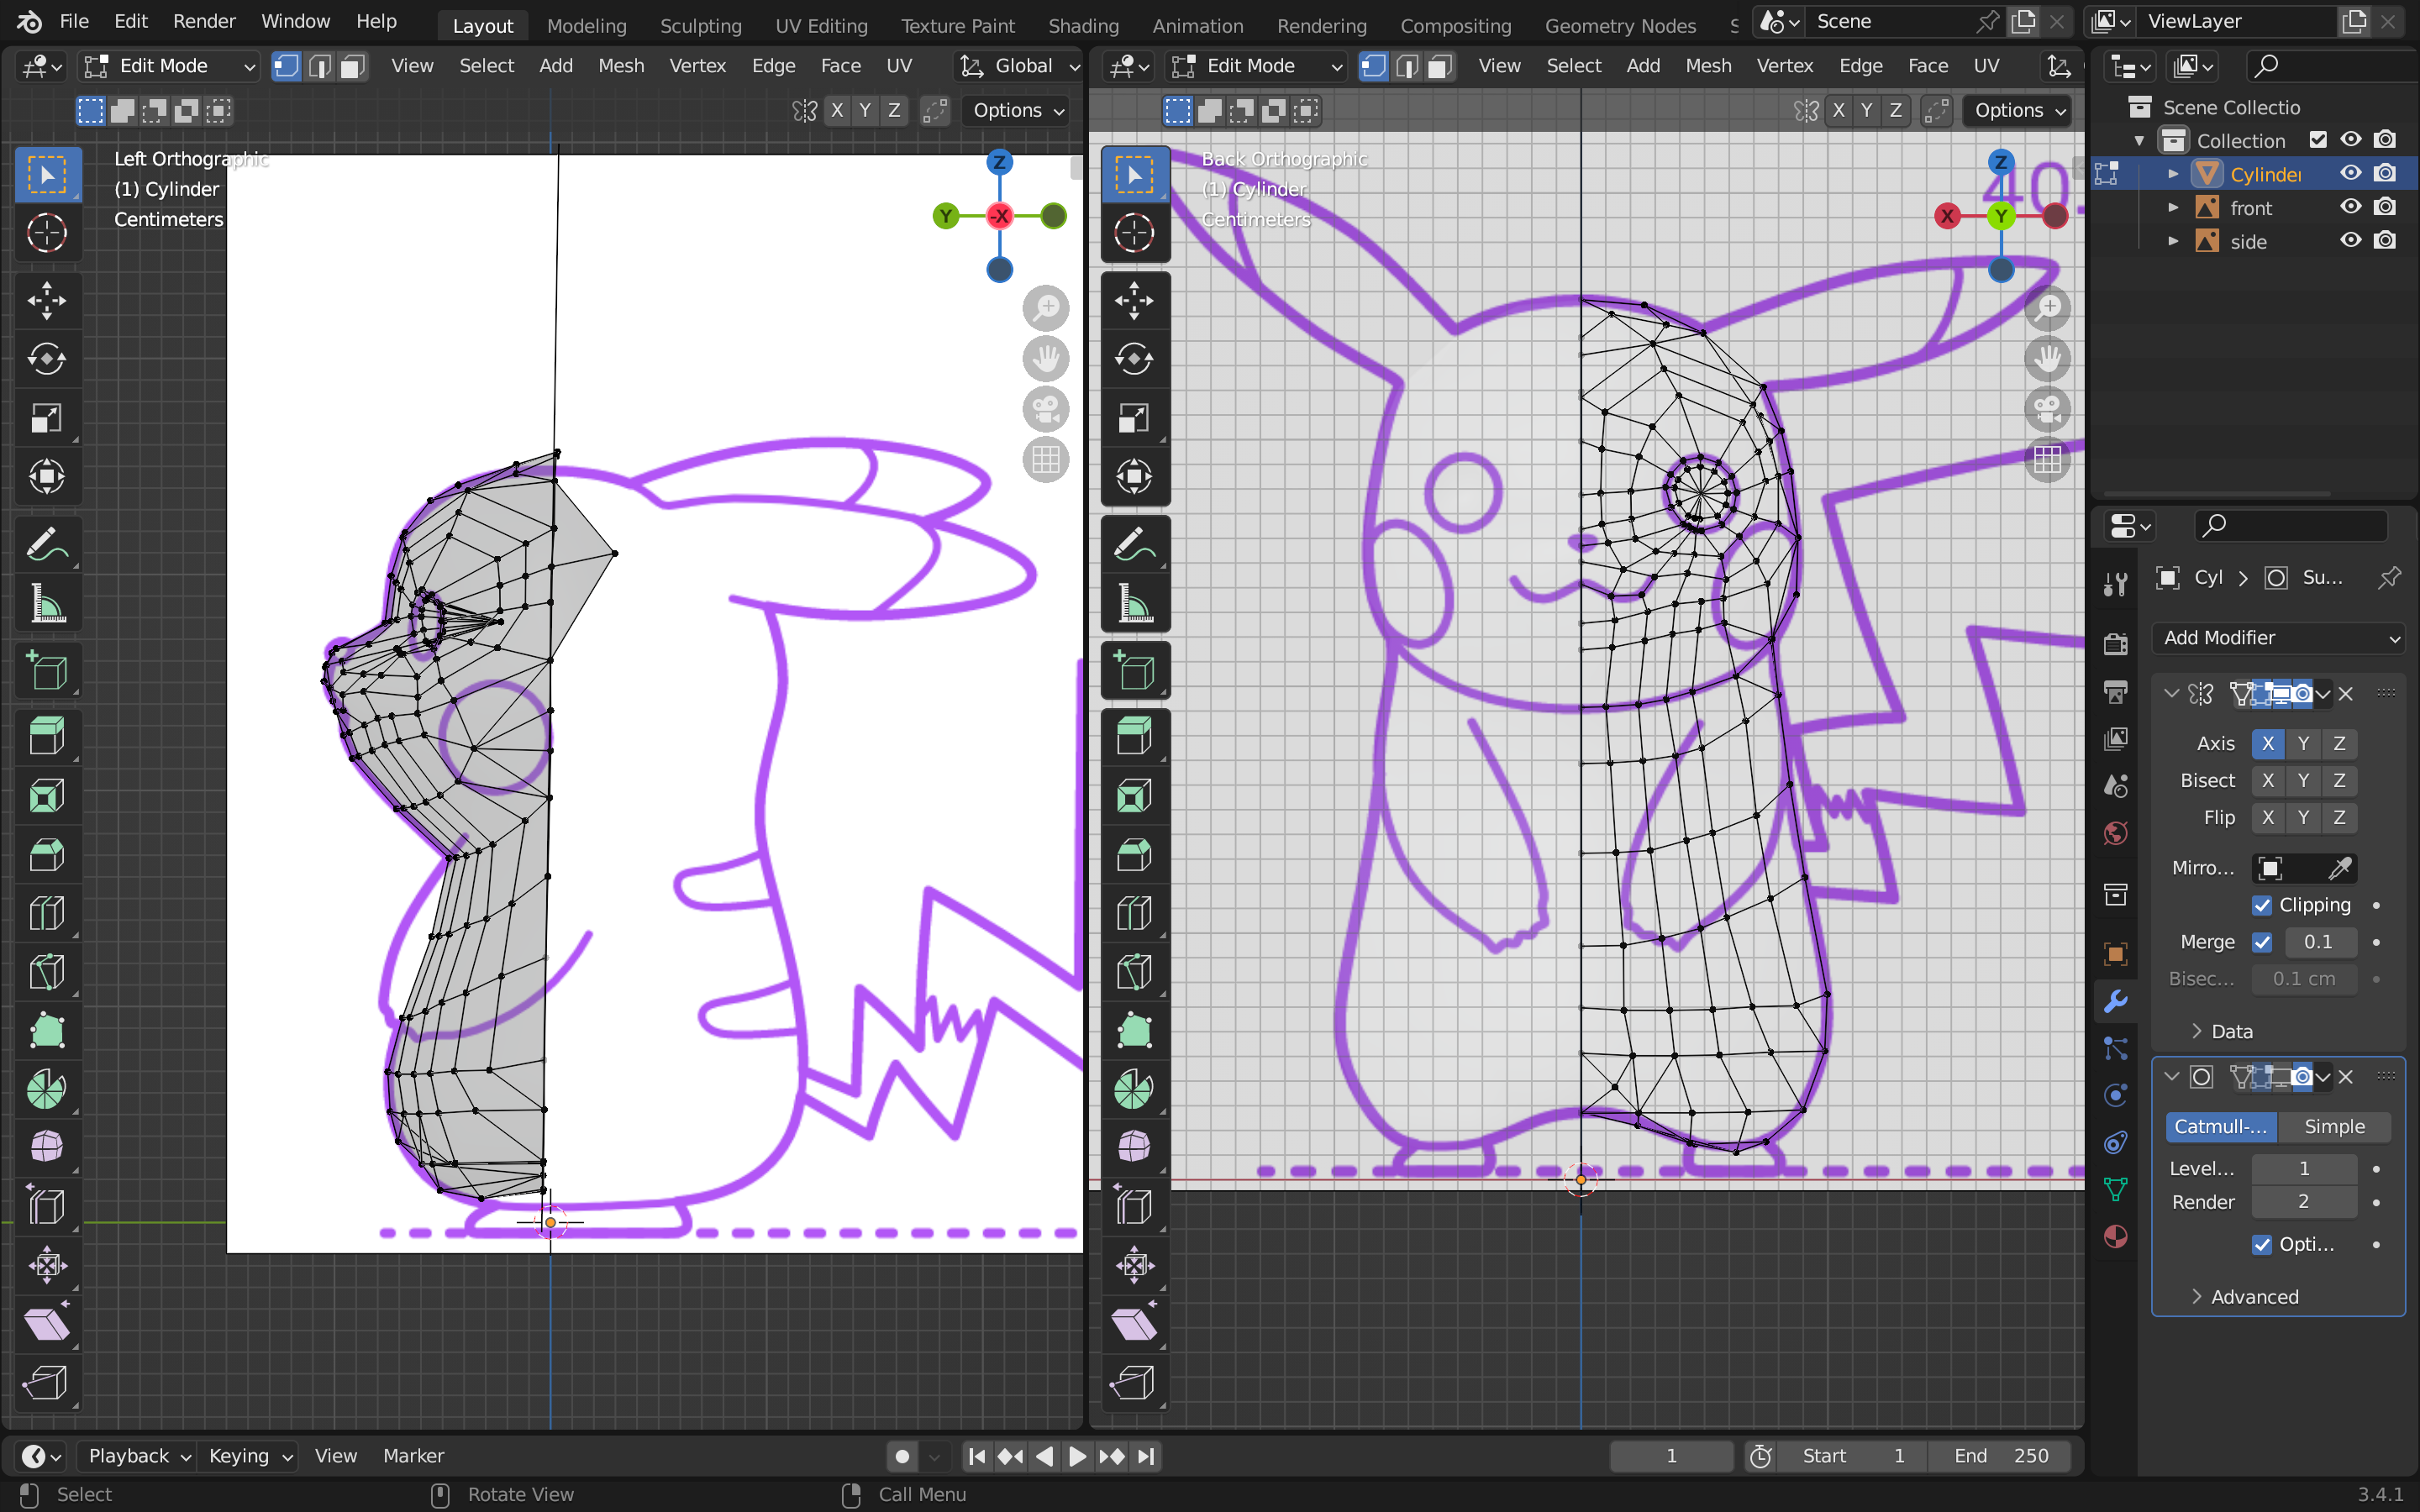 File Edit Render Window Help Layout Modeling Sculpting UV Editing Texture Paint Shading Animation Rendering Compositing Geometry Nodes Scene ViewLayer
Edit Mode View Select Add Mesh Vertex Edge Face UV Global
Edit Mode View Select Add Mesh Vertex Edge Face UV
X Y Z Options
X Y Z Options
Left Orthographic
(1) Cylinder
Centimeters
Z
Y -X
Back Orthographic
(1) Cylinder
Centimeters
40
Z
X Y
Scene Collectio
Collection
Cylinder
front
side
Cyl > Su...
Add Modifier
Axis X Y Z
Bisect X Y Z
Flip X Y Z
Mirro...
Clipping
Merge 0.1
Bisec... 0.1 cm
Data
Catmull-... Simple
Level... 1
Render 2
Opti...
Advanced
Playback Keying View Marker 1 Start 1 End 250
Select Rotate View Call Menu 3.4.1